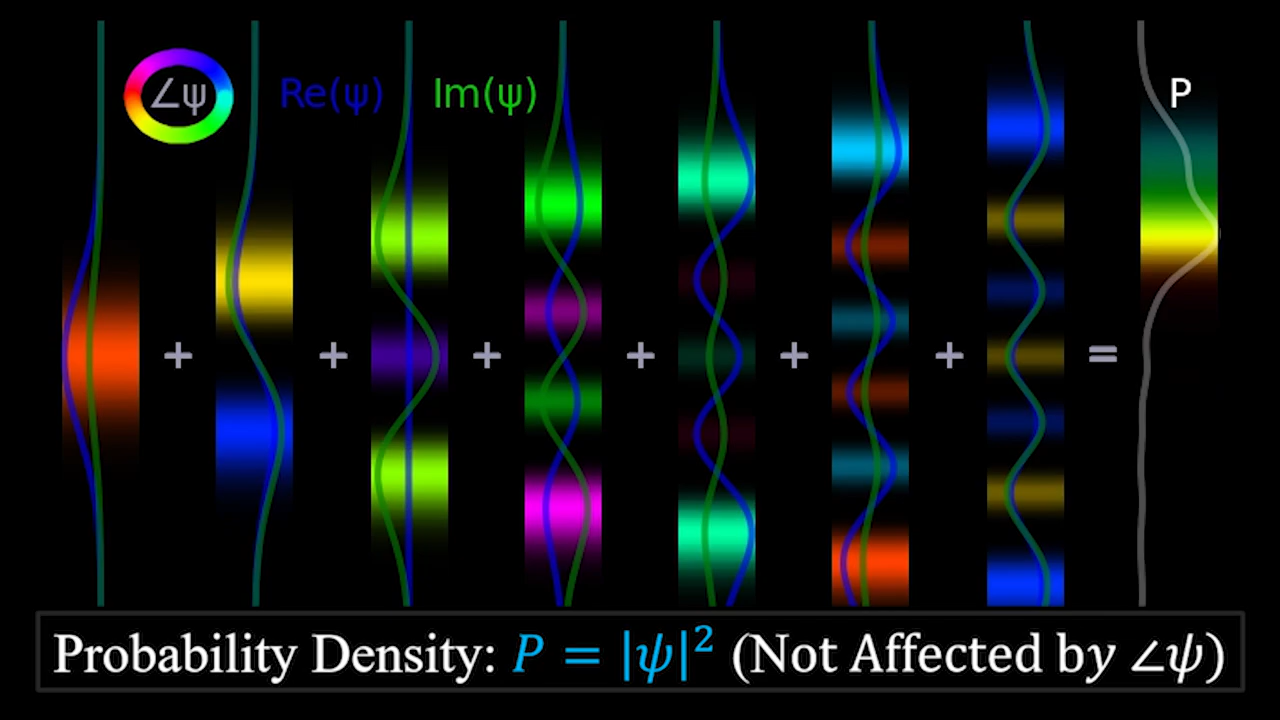 ∠ψ Re(ψ) Im(ψ) P
+ + + + + + =
Probability Density: P = |ψ|² (Not Affected by ∠ψ)